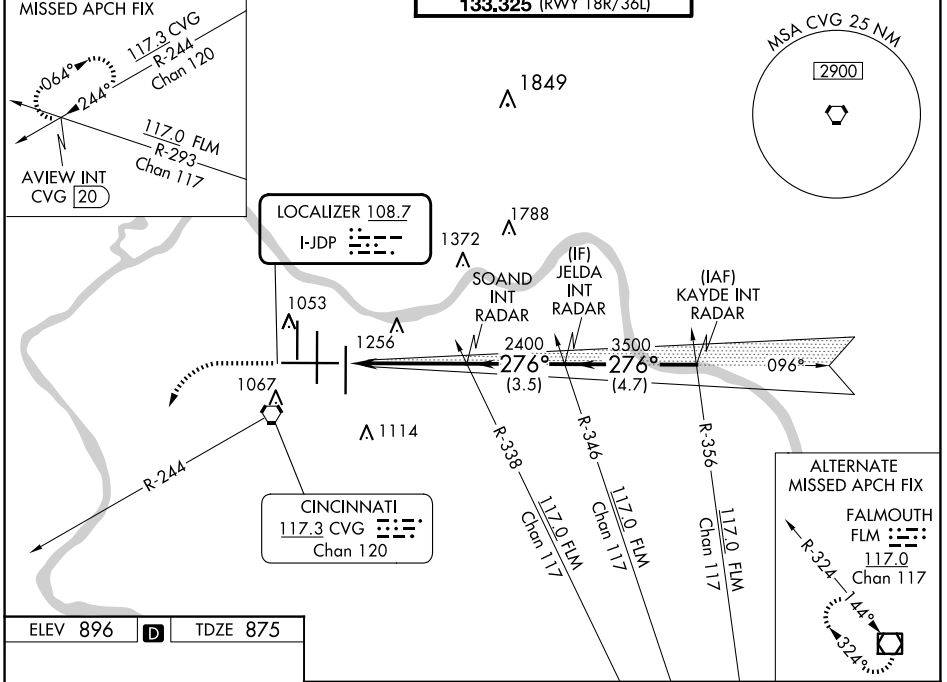 MISSED APCH FIX
117.3 CVG
R-244
Chan 120
064°
244°
117.0 FLM
R-293
Chan 117
AVIEW INT
CVG 20
133.325 (RWY 18R/36L)
MSA CVG 25 NM
2900
1849
LOCALIZER 108.7
I-JDP
1788
1372
SOAND
INT
RADAR
(IF)
JELDA
INT
RADAR
(IAF)
KAYDE INT
RADAR
1053
1256
2400
276°
(3.5)
3500
276°
(4.7)
096°
1067
1114
R-244
R-338
117.0 FLM
Chan 117
R-346
117.0 FLM
Chan 117
R-356
117.0 FLM
Chan 117
CINCINNATI
117.3 CVG
Chan 120
ALTERNATE
MISSED APCH FIX
FALMOUTH
FLM
117.0
Chan 117
R-324
144°
324°
ELEV 896 D TDZE 875